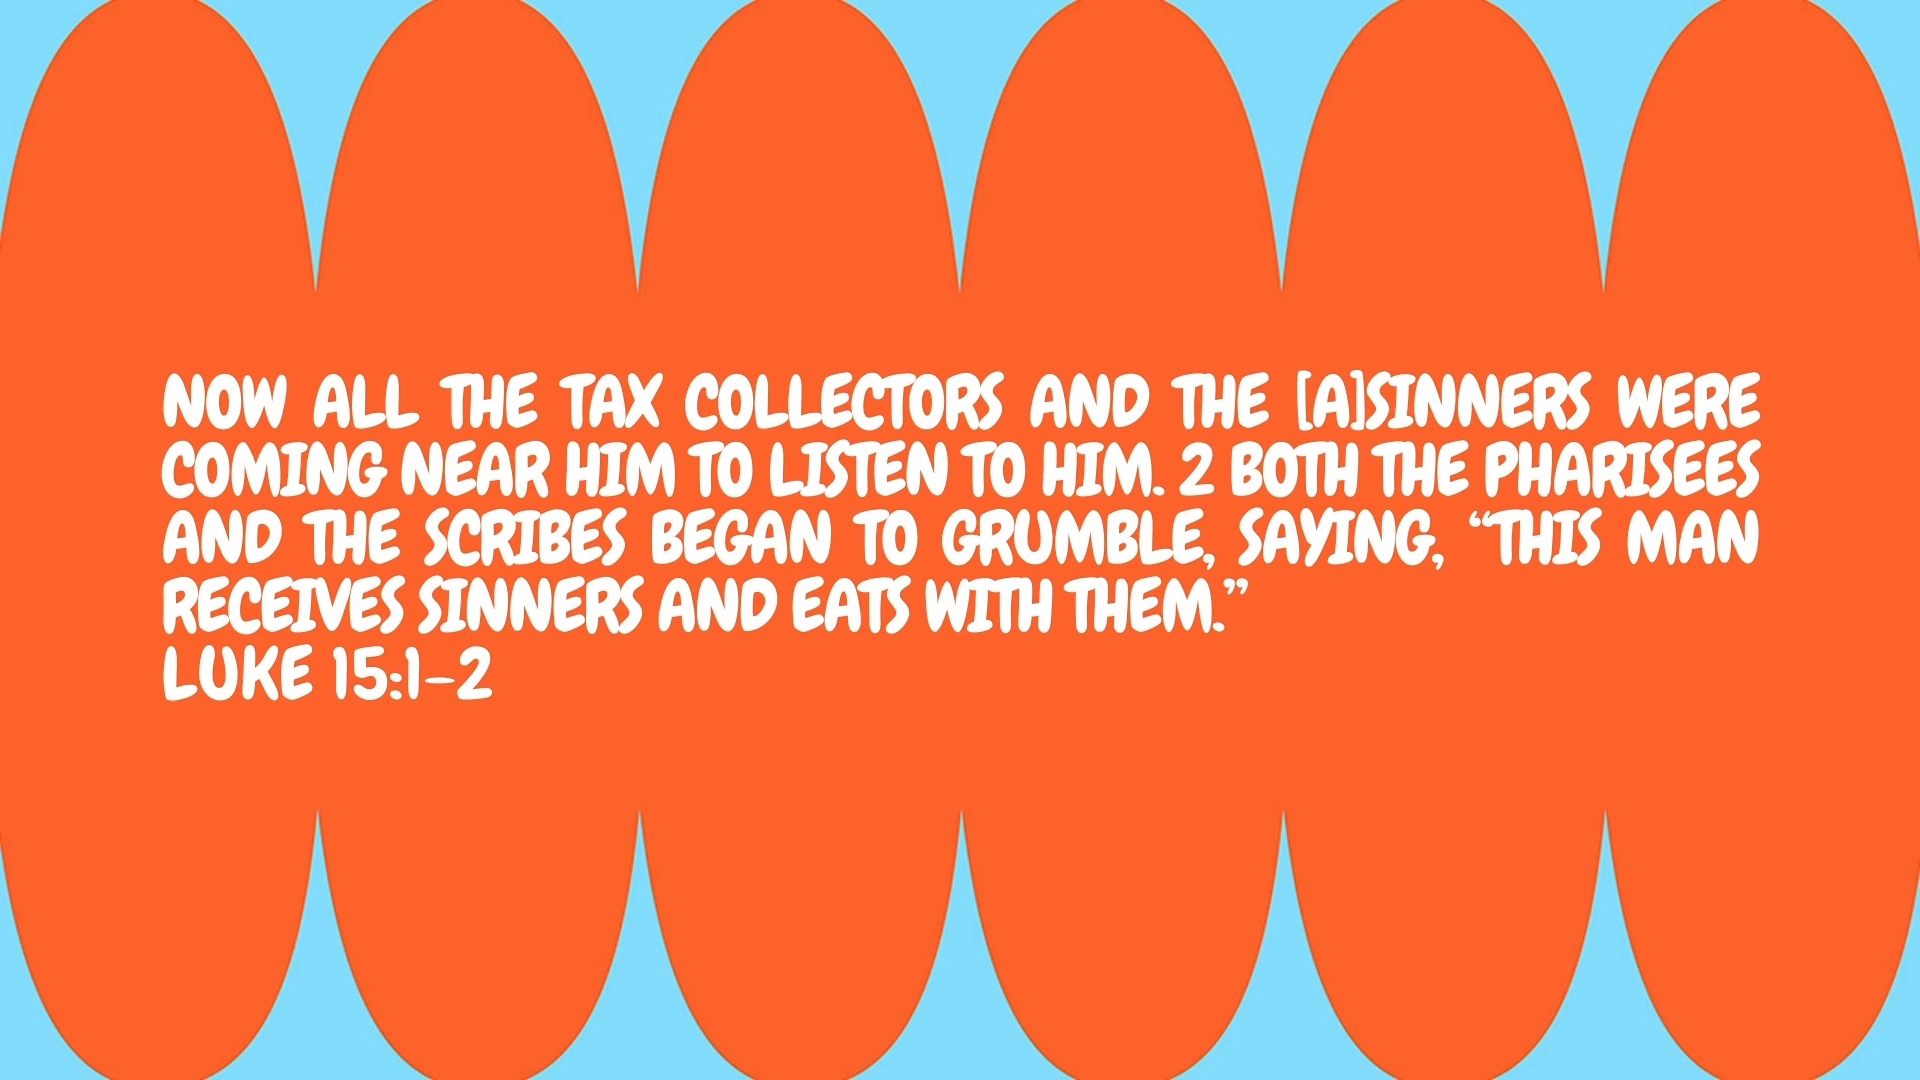 NOW ALL THE TAX COLLECTORS AND THE [A]SINNERS WERE
COMING NEAR HIM TO LISTEN TO HIM. 2 BOTH THE PHARISEES
AND THE SCRIBES BEGAN TO GRUMBLE, SAYING, “THIS MAN
RECEIVES SINNERS AND EATS WITH THEM.”
LUKE 15:1–2